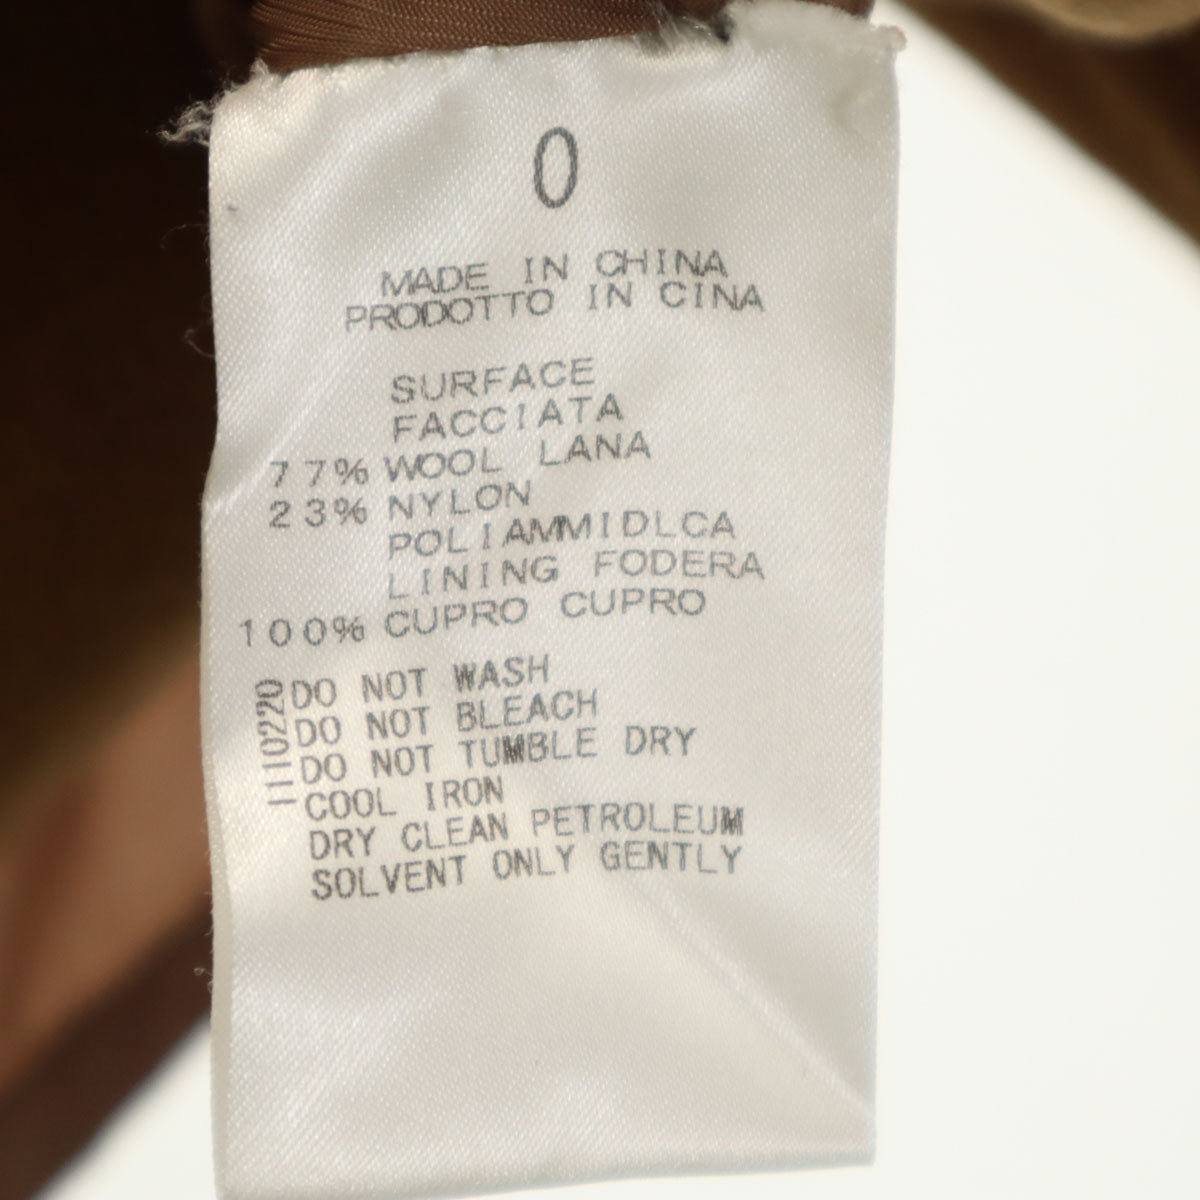 0
MADE IN CHINA
PRODOTTO IN CINA
SURFACE
FACCIATA
77% WOOL LANA
23% NYLON
POLIAMMIDLCA
LINING FODERA
100% CUPRO CUPRO
1110220
DO NOT WASH
DO NOT BLEACH
DO NOT TUMBLE DRY
COOL IRON
DRY CLEAN PETROLEUM
SOLVENT ONLY GENTLY